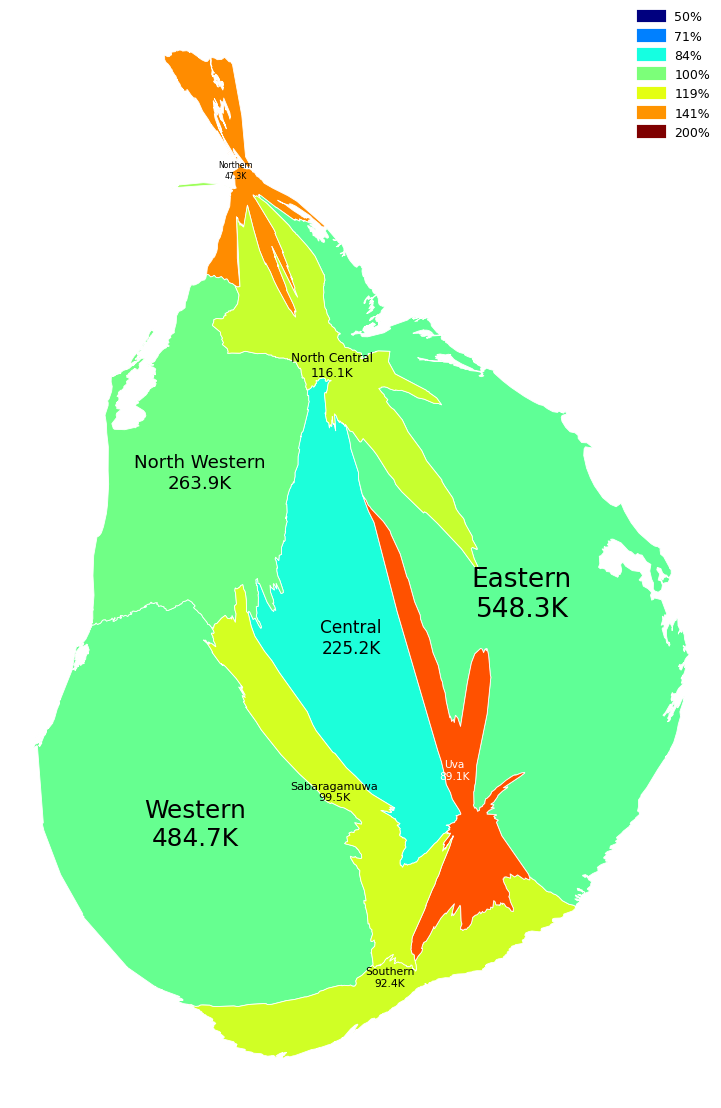 50%
71%
84%
100%
119%
141%
200%
Northern
47.3K
North Central
116.1K
North Western
263.9K
Eastern
548.3K
Central
225.2K
Uva
89.1K
Sabaragamuwa
99.5K
Western
484.7K
Southern
92.4K